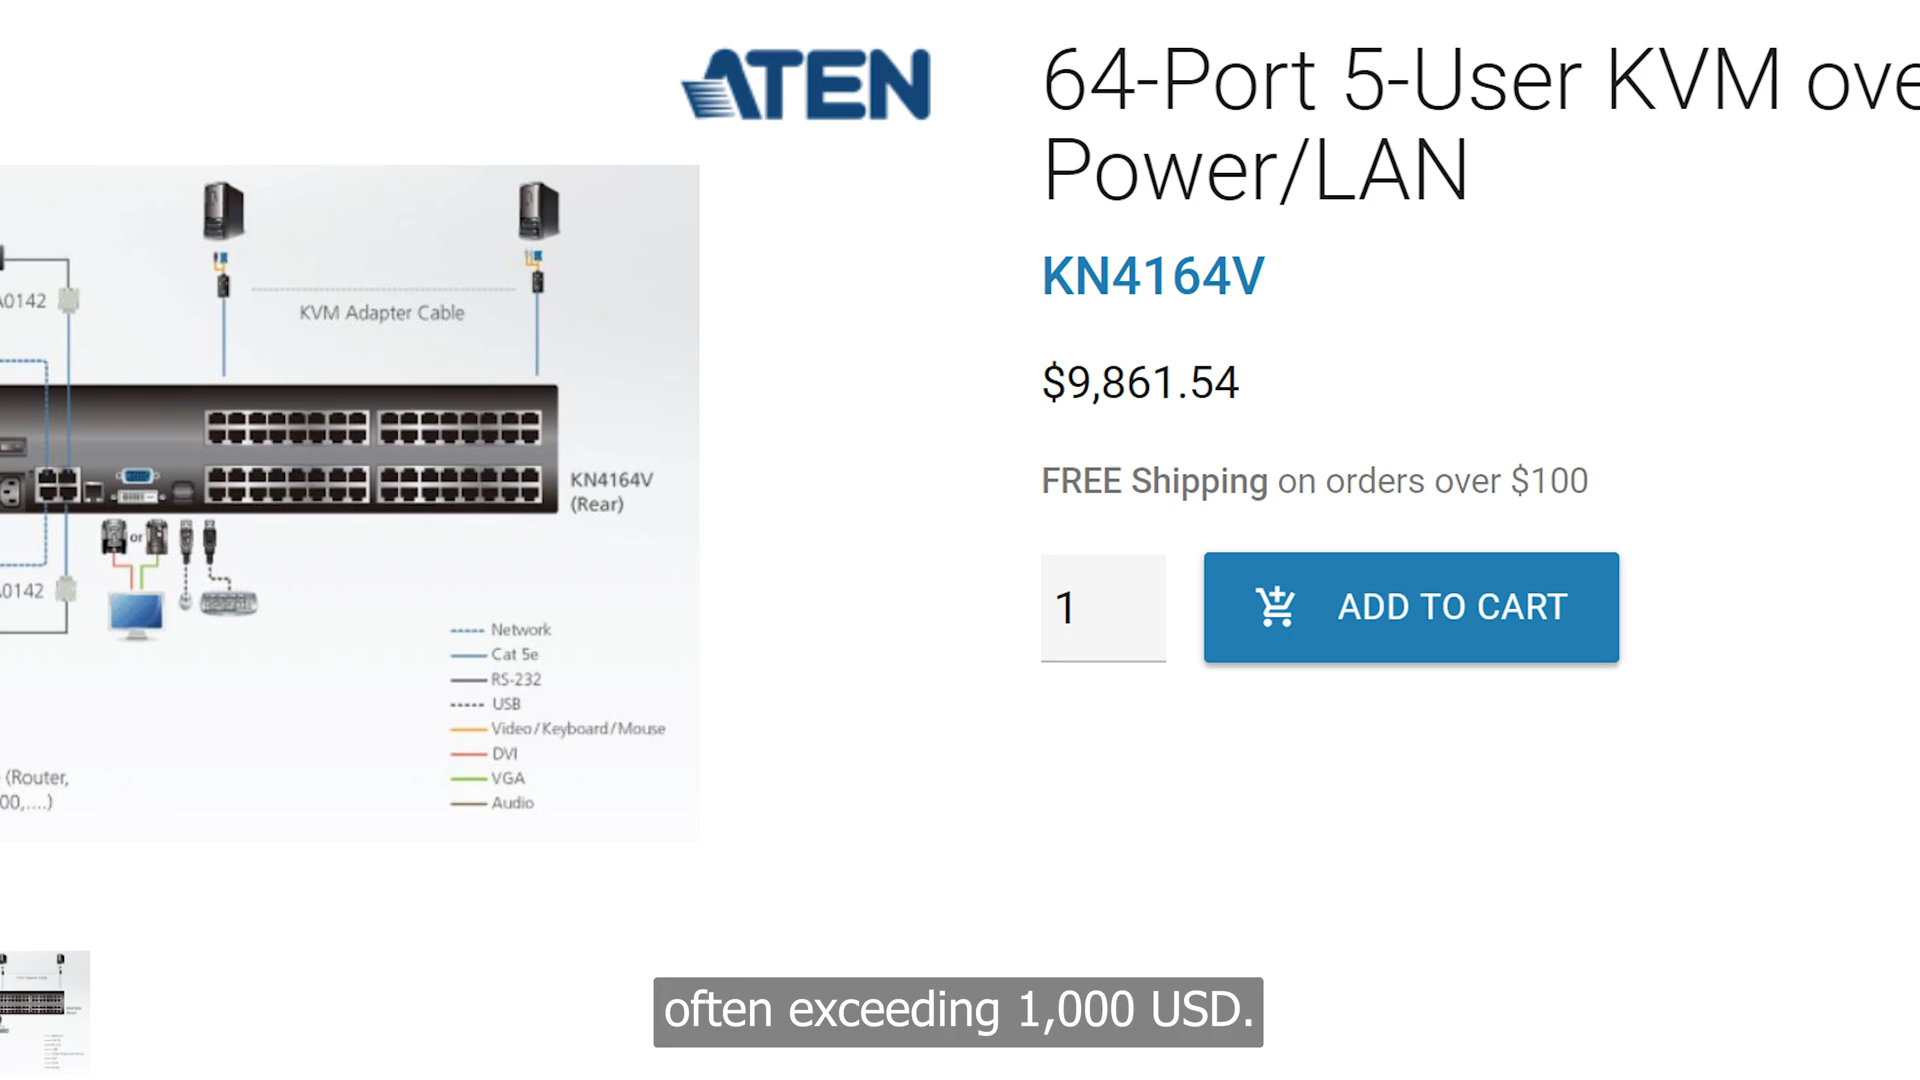 ATEN
64-Port 5-User KVM ove
Power/LAN
KN4164V
$9,861.54
FREE Shipping on orders over $100
1
ADD TO CART
A0142
KVM Adapter Cable
KN4164V
(Rear)
or
0142
Network
Cat 5e
RS-232
USB
Video/Keyboard/Mouse
DVI
VGA
Audio
(Router,
00,....)
often exceeding 1,000 USD.